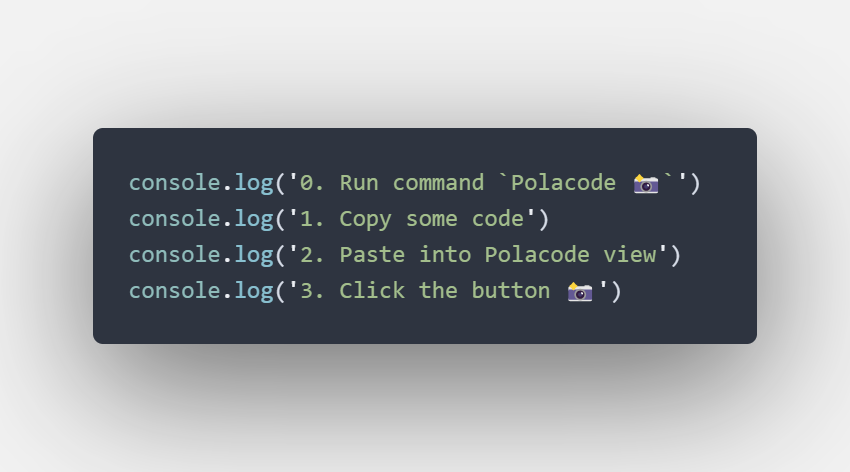 console.log('0. Run command `Polacode 📸`')
console.log('1. Copy some code')
console.log('2. Paste into Polacode view')
console.log('3. Click the button 📸')